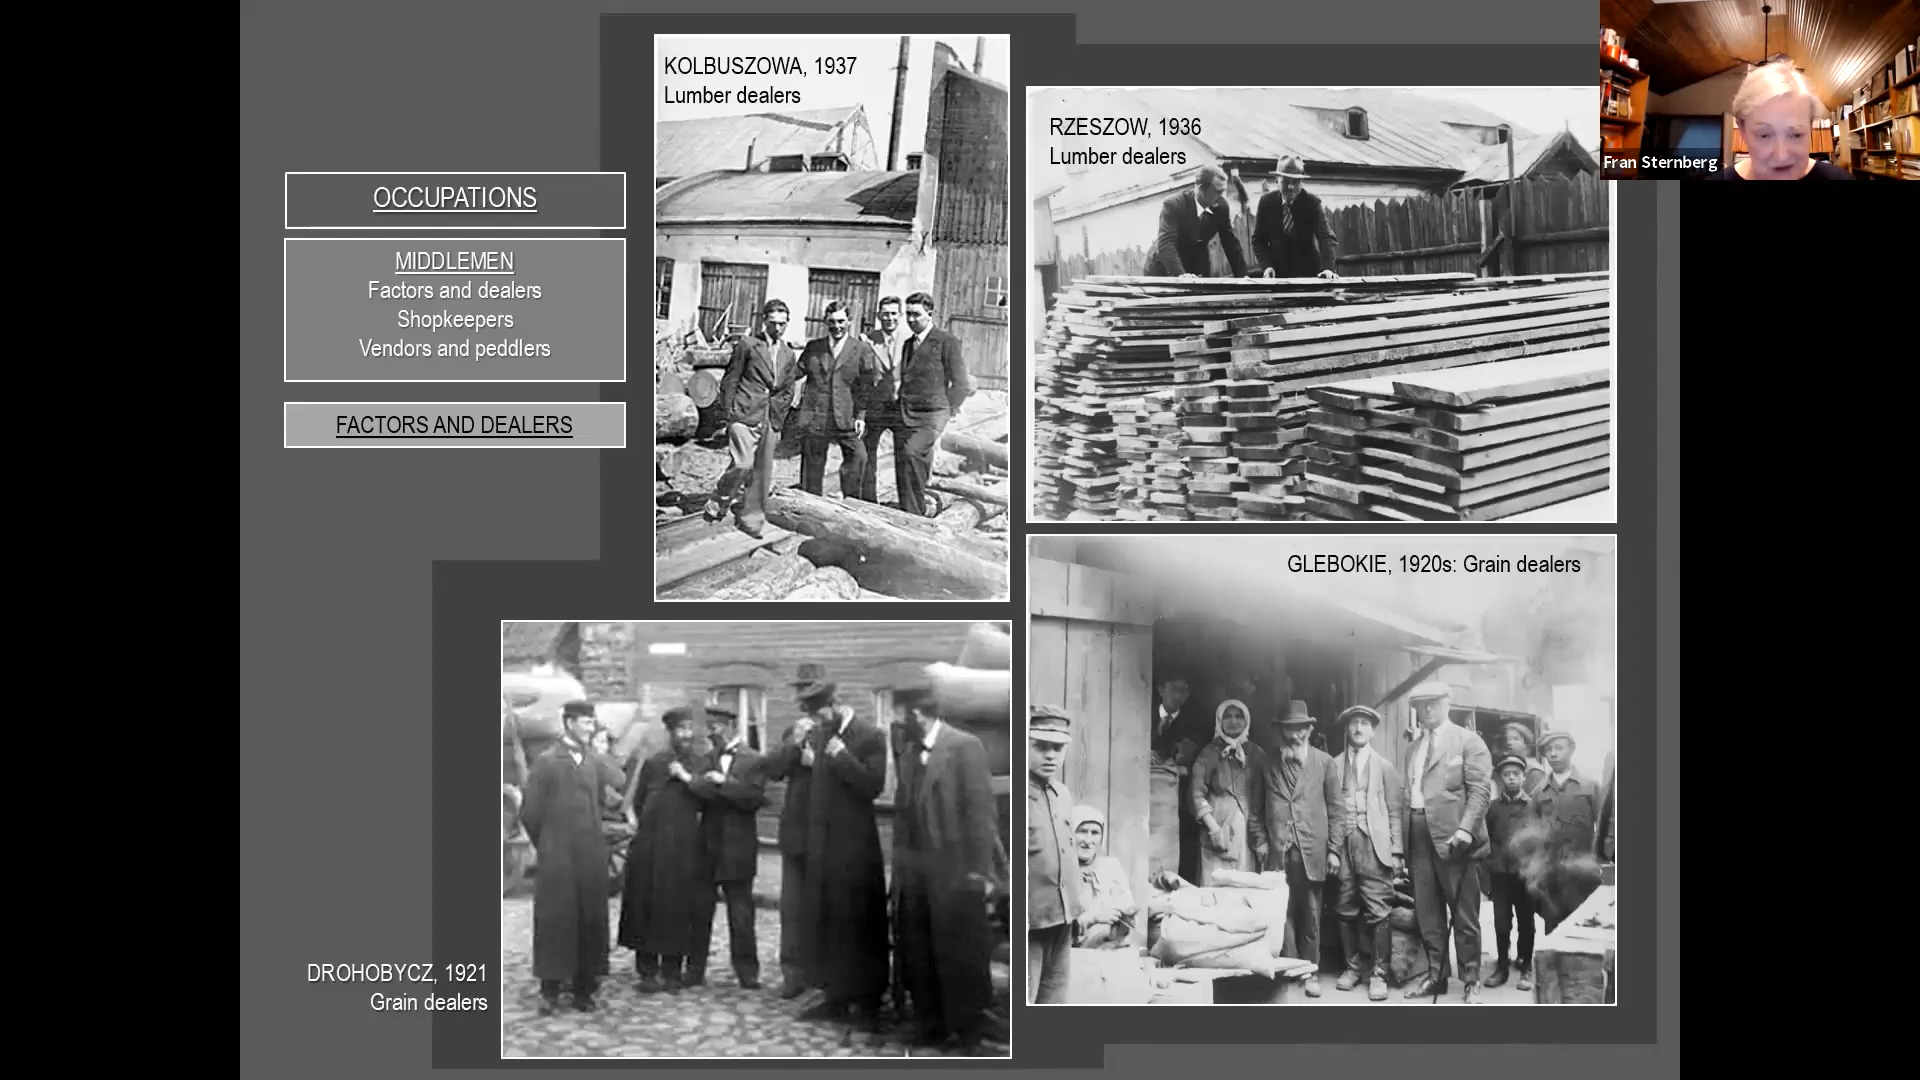 OCCUPATIONS
MIDDLEMEN
Factors and dealers
Shopkeepers
Vendors and peddlers
FACTORS AND DEALERS
KOLBUSZOWA, 1937
Lumber dealers
RZESZOW, 1936
Lumber dealers
GLEBOKIE, 1920s: Grain dealers
DROHOBYCZ, 1921
Grain dealers
Fran Sternberg